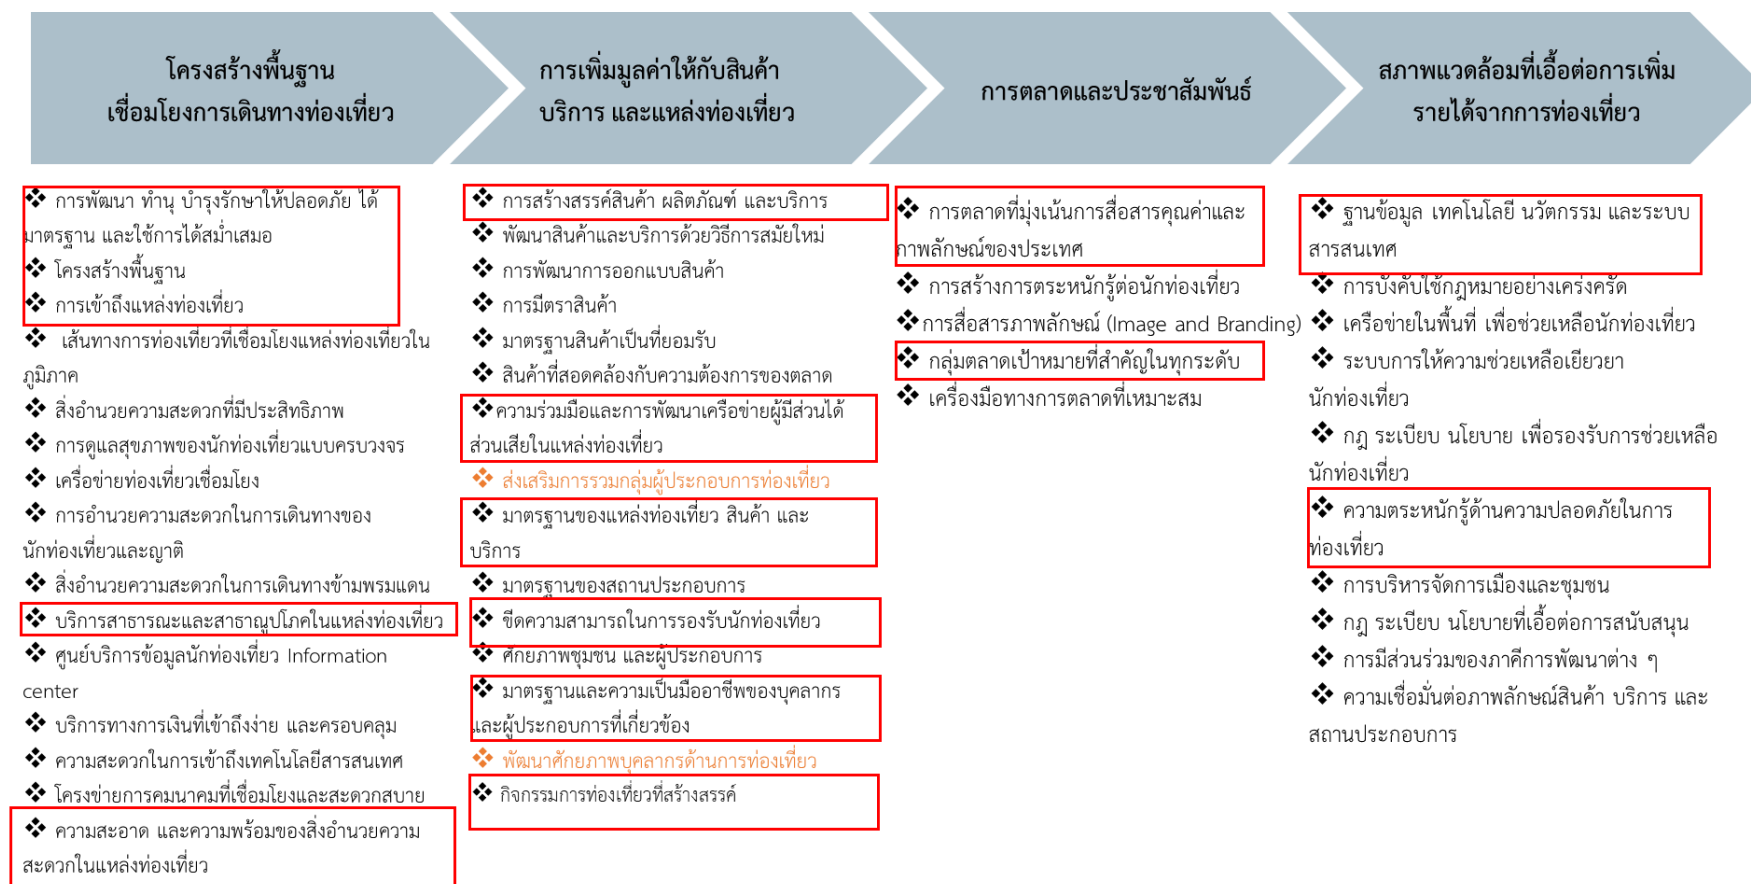 โครงสร้างพื้นฐาน
เชื่อมโยงการเดินทางท่องเที่ยว
การเพิ่มมูลค่าให้กับสินค้า
บริการ และแหล่งท่องเที่ยว
การตลาดและประชาสัมพันธ์
สภาพแวดล้อมที่เอื้อต่อการเพิ่ม
รายได้จากการท่องเที่ยว
❖ การพัฒนา ทำนุ บำรุงรักษาให้ปลอดภัย ได้
มาตรฐาน และใช้การได้สม่ำเสมอ
❖ โครงสร้างพื้นฐาน
❖ การเข้าถึงแหล่งท่องเที่ยว
❖ เส้นทางการท่องเที่ยวที่เชื่อมโยงแหล่งท่องเที่ยวใน
ภูมิภาค
❖ สิ่งอำนวยความสะดวกที่มีประสิทธิภาพ
❖ การดูแลสุขภาพของนักท่องเที่ยวแบบครบวงจร
❖ เครื่อข่ายท่องเที่ยวเชื่อมโยง
❖ การอำนวยความสะดวกในการเดินทางของ
นักท่องเที่ยวและญาติ
❖ สิ่งอำนวยความสะดวกในการเดินทางข้ามพรมแดน
❖ บริการสาธารณะและสาธาณูปโภคในแหล่งท่องเที่ยว
❖ ศูนย์บริการข้อมูลนักท่องเที่ยว Information
center
❖ บริการทางการเงินที่เข้าถึงง่าย และครอบคลุม
❖ ความสะดวกในการเข้าถึงเทคโนโลยีสารสนเทศ
❖ โครงข่ายการคมนาคมที่เชื่อมโยงและสะดวกสบาย
❖ ความสะอาด และความพร้อมของสิ่งอำนวยความ
สะดวกในแหล่งท่องเที่ยว
❖ การสร้างสรรค์สินค้า ผลิตภัณฑ์ และบริการ
❖ พัฒนาสินค้าและบริการด้วยวิธีการสมัยใหม่
❖ การพัฒนาการออกแบบสินค้า
❖ การมีตราสินค้า
❖ มาตรฐานสินค้าเป็นที่ยอมรับ
❖ สินค้าที่สอดคล้องกับความต้องการของตลาด
❖ความร่วมมือและการพัฒนาเครือข่ายผู้มีส่วนได้
ส่วนเสียในแหล่งท่องเที่ยว
❖ ส่งเสริมการรวมกลุ่มผู้ประกอบการท่องเที่ยว
❖ มาตรฐานของแหล่งท่องเที่ยว สินค้า และ
บริการ
❖ มาตรฐานของสถานประกอบการ
❖ ขีดความสามารถในการรองรับนักท่องเที่ยว
❖ ศักยภาพชุมชน และผู้ประกอบการ
❖ มาตรฐานและความเป็นมืออาชีพของบุคลากร
และผู้ประกอบการที่เกี่ยวข้อง
❖ พัฒนาศักยภาพบุคลากรด้านการท่องเที่ยว
❖ กิจกรรมการท่องเที่ยวที่สร้างสรรค์
❖ การตลาดที่มุ่งเน้นการสื่อสารคุณค่าและ
ภาพลักษณ์ของประเทศ
❖ การสร้างการตระหนักรู้ต่อนักท่องเที่ยว
❖การสื่อสารภาพลักษณ์ (Image and Branding)
❖ กลุ่มตลาดเป้าหมายที่สำคัญในทุกระดับ
❖ เครื่องมือทางการตลาดที่เหมาะสม
❖ ฐานข้อมูล เทคโนโลยี นวัตกรรม และระบบ
สารสนเทศ
❖ การบังคับใช้กฎหมายอย่างเคร่งครัด
❖ เครือข่ายในพื้นที่ เพื่อช่วยเหลือนักท่องเที่ยว
❖ ระบบการให้ความช่วยเหลือเยียวยา
นักท่องเที่ยว
❖ กฎ ระเบียบ นโยบาย เพื่อรองรับการช่วยเหลือ
นักท่องเที่ยว
❖ ความตระหนักรู้ด้านความปลอดภัยในการ
ท่องเที่ยว
❖ การบริหารจัดการเมืองและชุมชน
❖ กฎ ระเบียบ นโยบายที่เอื้อต่อการสนับสนุน
❖ การมีส่วนร่วมของภาคีการพัฒนาต่าง ๆ
❖ ความเชื่อมั่นต่อภาพลักษณ์สินค้า บริการ และ
สถานประกอบการ